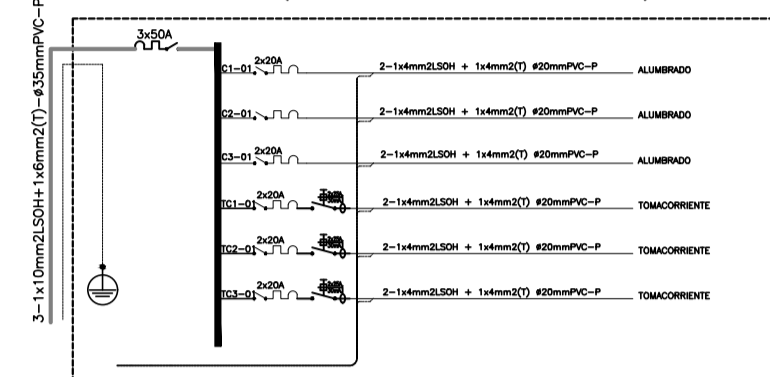 3-1x10mm2LSOH+1x6mm2(T)-ø35mmPVC-P
3x50A
C1-01 2x20A 2-1x4mm2LSOH + 1x4mm2(T) ø20mmPVC-P ALUMBRADO
C2-01 2x20A 2-1x4mm2LSOH + 1x4mm2(T) ø20mmPVC-P ALUMBRADO
C3-01 2x20A 2-1x4mm2LSOH + 1x4mm2(T) ø20mmPVC-P ALUMBRADO
TC1-01 2x20A 2-1x4mm2LSOH + 1x4mm2(T) ø20mmPVC-P TOMACORRIENTE
TC2-01 2x20A 2-1x4mm2LSOH + 1x4mm2(T) ø20mmPVC-P TOMACORRIENTE
TC3-01 2x20A 2-1x4mm2LSOH + 1x4mm2(T) ø20mmPVC-P TOMACORRIENTE